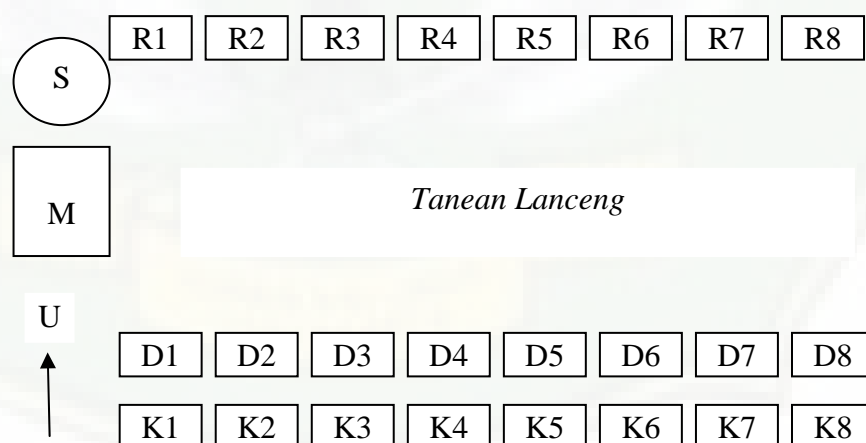 R1 R2 R3 R4 R5 R6 R7 R8
S
M
Tanean Lanceng
U
D1 D2 D3 D4 D5 D6 D7 D8
K1 K2 K3 K4 K5 K6 K7 K8